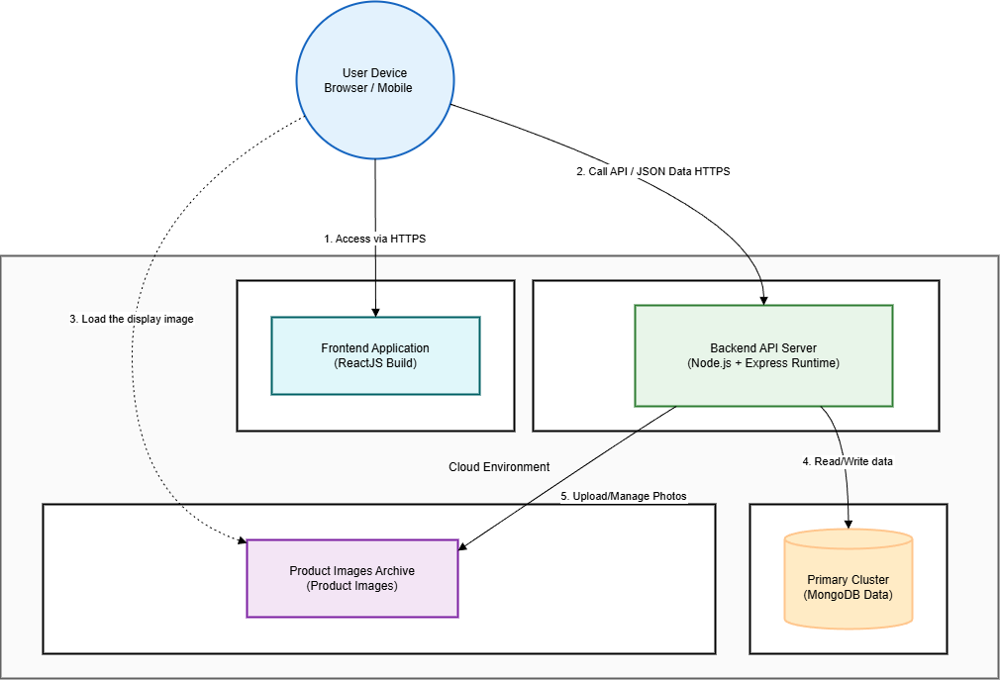 User Device
Browser / Mobile
2. Call API / JSON Data HTTPS
1. Access via HTTPS
3. Load the display image
Frontend Application
(ReactJS Build)
Backend API Server
(Node.js + Express Runtime)
Cloud Environment
4. Read/Write data
5. Upload/Manage Photos
Product Images Archive
(Product Images)
Primary Cluster
(MongoDB Data)